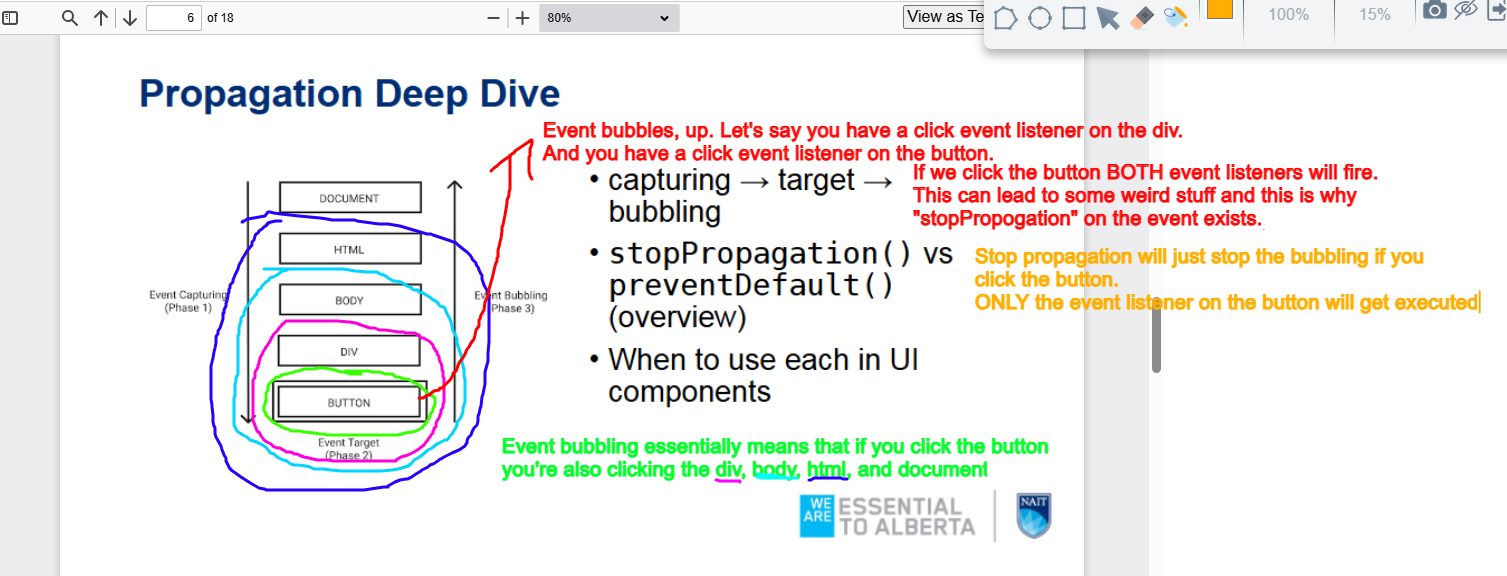 6 of 18
80%
View as Te
100%
15%
Propagation Deep Dive
Event bubbles, up. Let's say you have a click event listener on the div.
And you have a click event listener on the button.
• capturing → target →
bubbling
If we click the button BOTH event listeners will fire.
This can lead to some weird stuff and this is why
"stopPropogation" on the event exists.
• stopPropagation() vs
preventDefault()
(overview)
Stop propagation will just stop the bubbling if you
click the button.
ONLY the event listener on the button will get executed
• When to use each in UI
components
DOCUMENT
HTML
BODY
DIV
BUTTON
Event Capturing
(Phase 1)
Event Bubbling
(Phase 3)
Event Target
(Phase 2)
Event bubbling essentially means that if you click the button
you're also clicking the div, body, html, and document
WE
ARE
ESSENTIAL
TO ALBERTA
NAIT